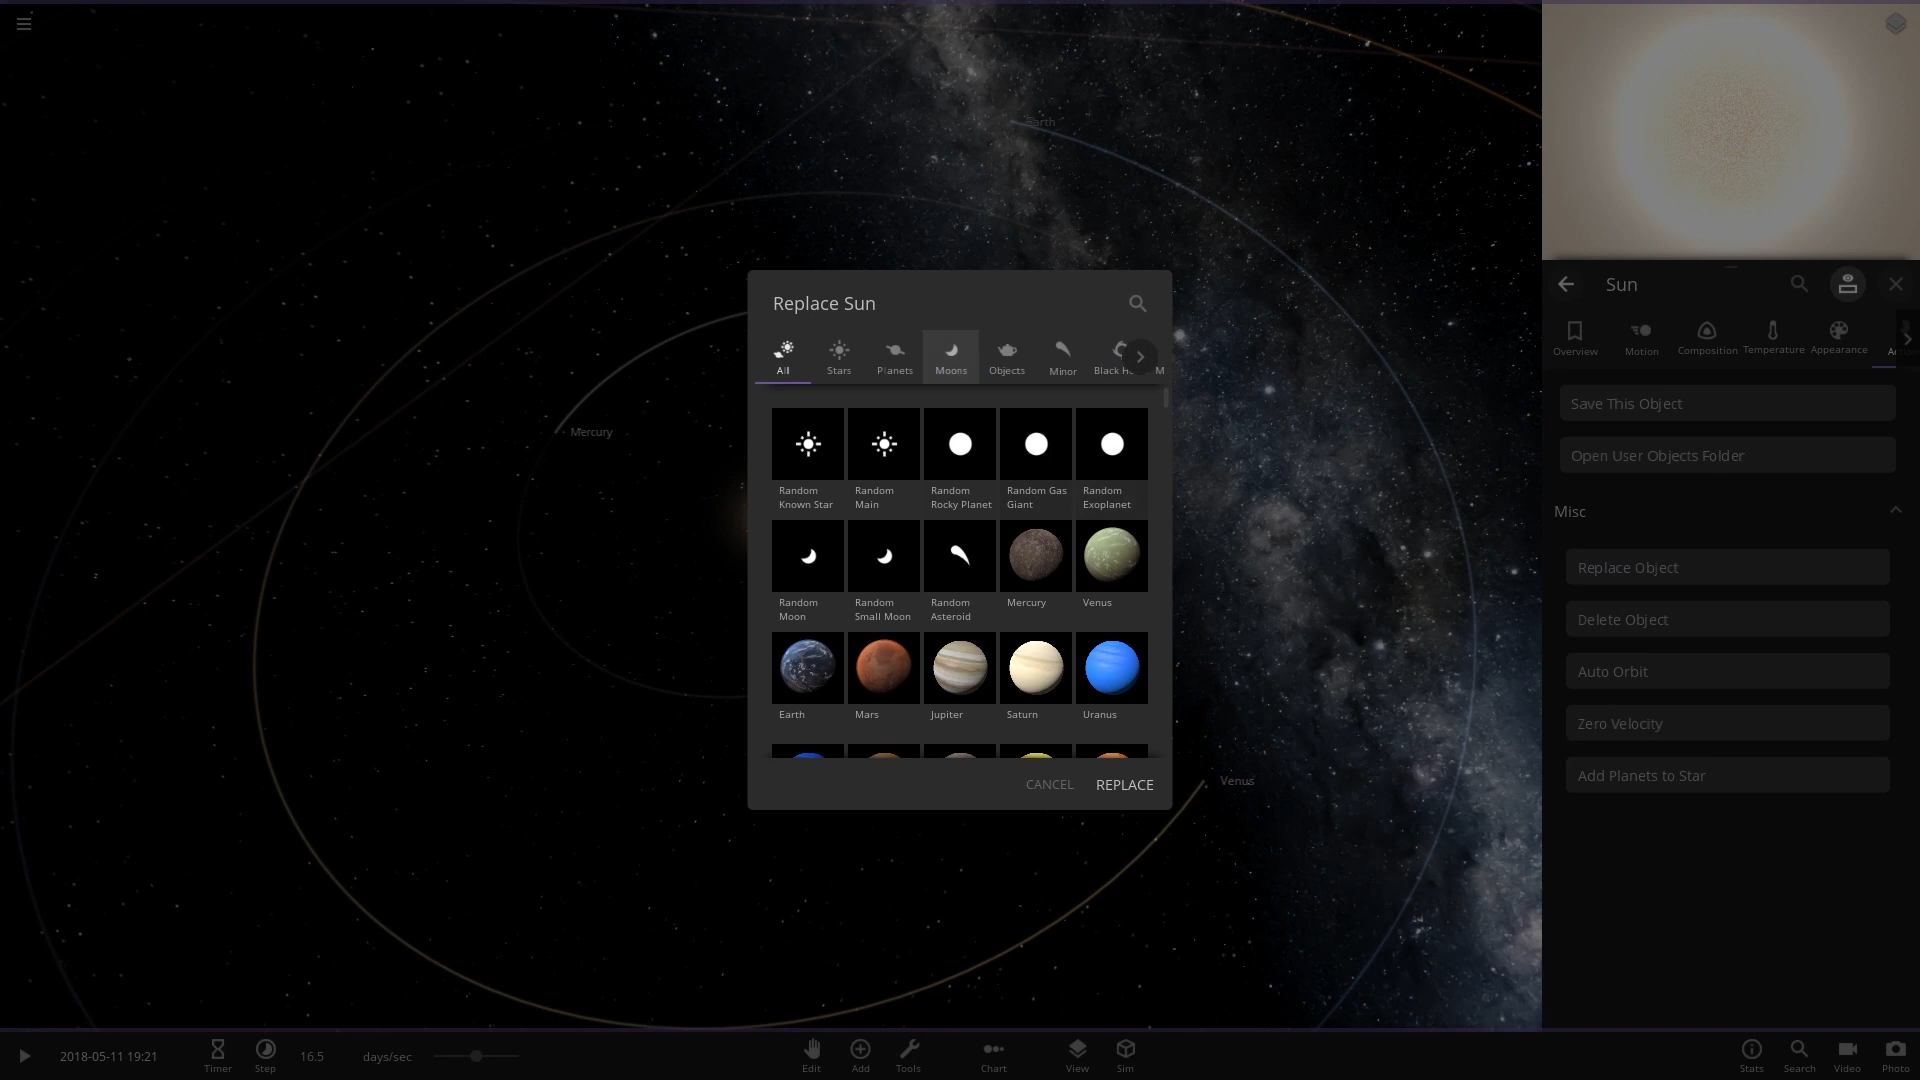 Earth
Sun
Replace Sun
Overview
Motion
Composition
Temperature
Appearance
All
Stars
Planets
Moons
Objects
Minor
Black H
M
Save This Object
Mercury
Open User Objects Folder
Random
Known Star
Random
Main
Random
Rocky Planet
Random Gas
Giant
Random
Exoplanet
Misc
Replace Object
Random
Moon
Random
Small Moon
Random
Asteroid
Mercury
Venus
Delete Object
Auto Orbit
Earth
Mars
Jupiter
Saturn
Uranus
Zero Velocity
Add Planets to Star
Venus
CANCEL
REPLACE
2018-05-11 19:21
Timer
Step
16.5
days/sec
Edit
Add
Tools
Chart
View
Sim
Stats
Search
Video
Photo